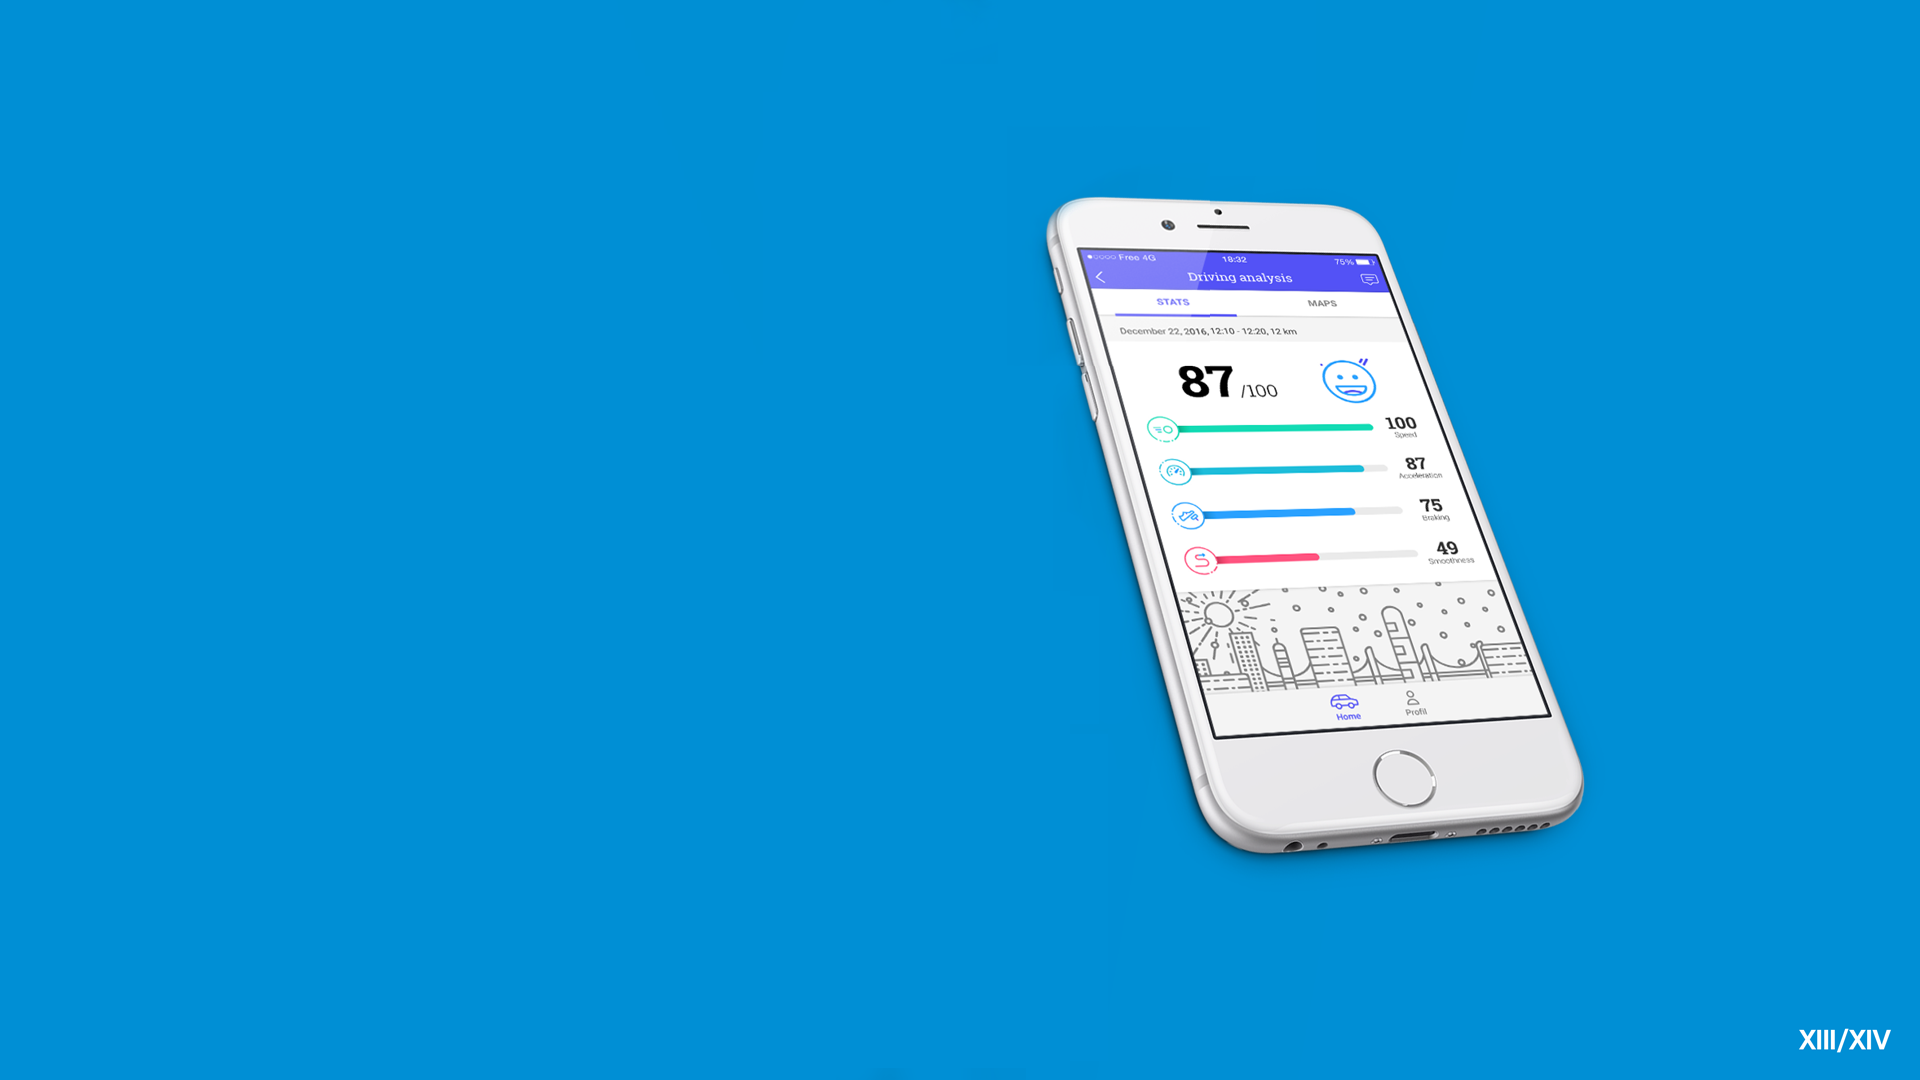 Free 4G 18:32 75%
Driving analysis
STATS MAPS
December 22, 2016, 12:10 - 12:20, 12 km
87 /100
100
Speed
87
Acceleration
75
Braking
49
Smoothness
Home Profil
XIII/XIV